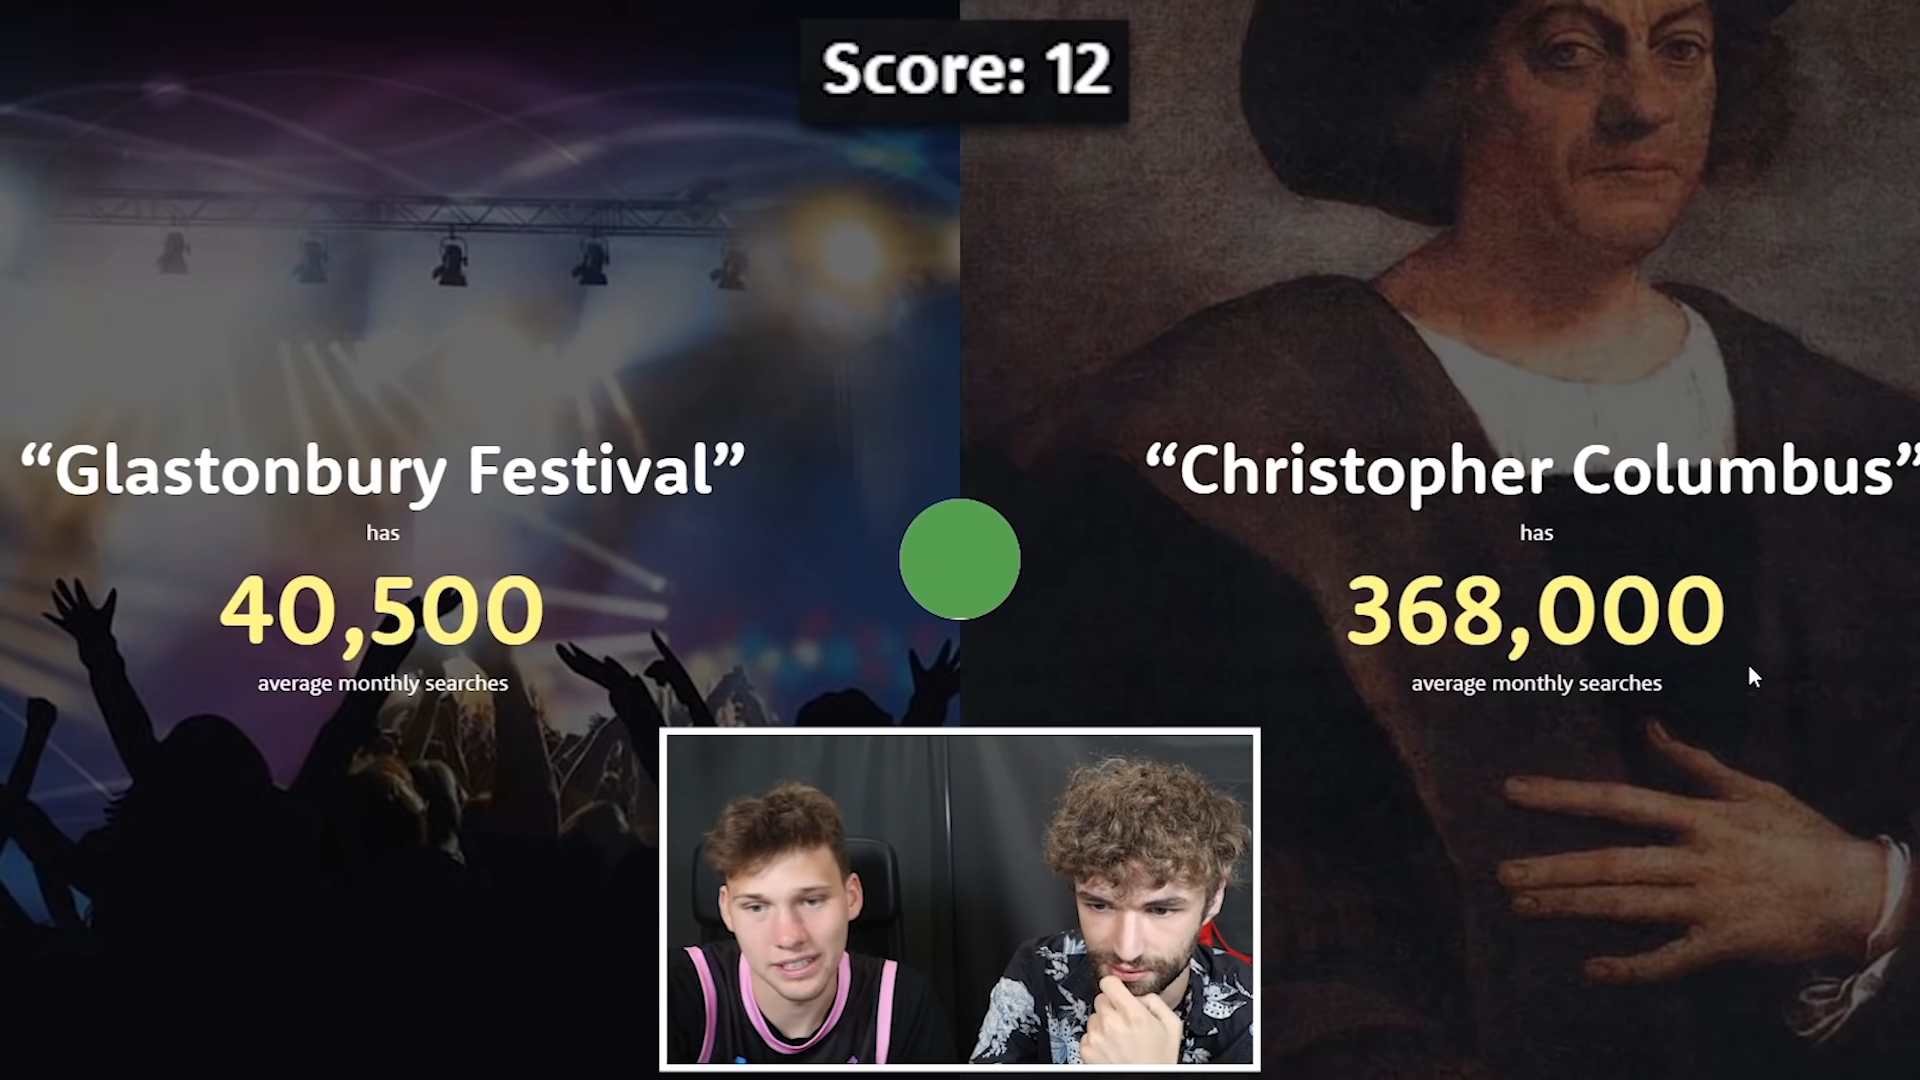 Score: 12
“Glastonbury Festival”
has
40,500
average monthly searches
“Christopher Columbus”
has
368,000
average monthly searches